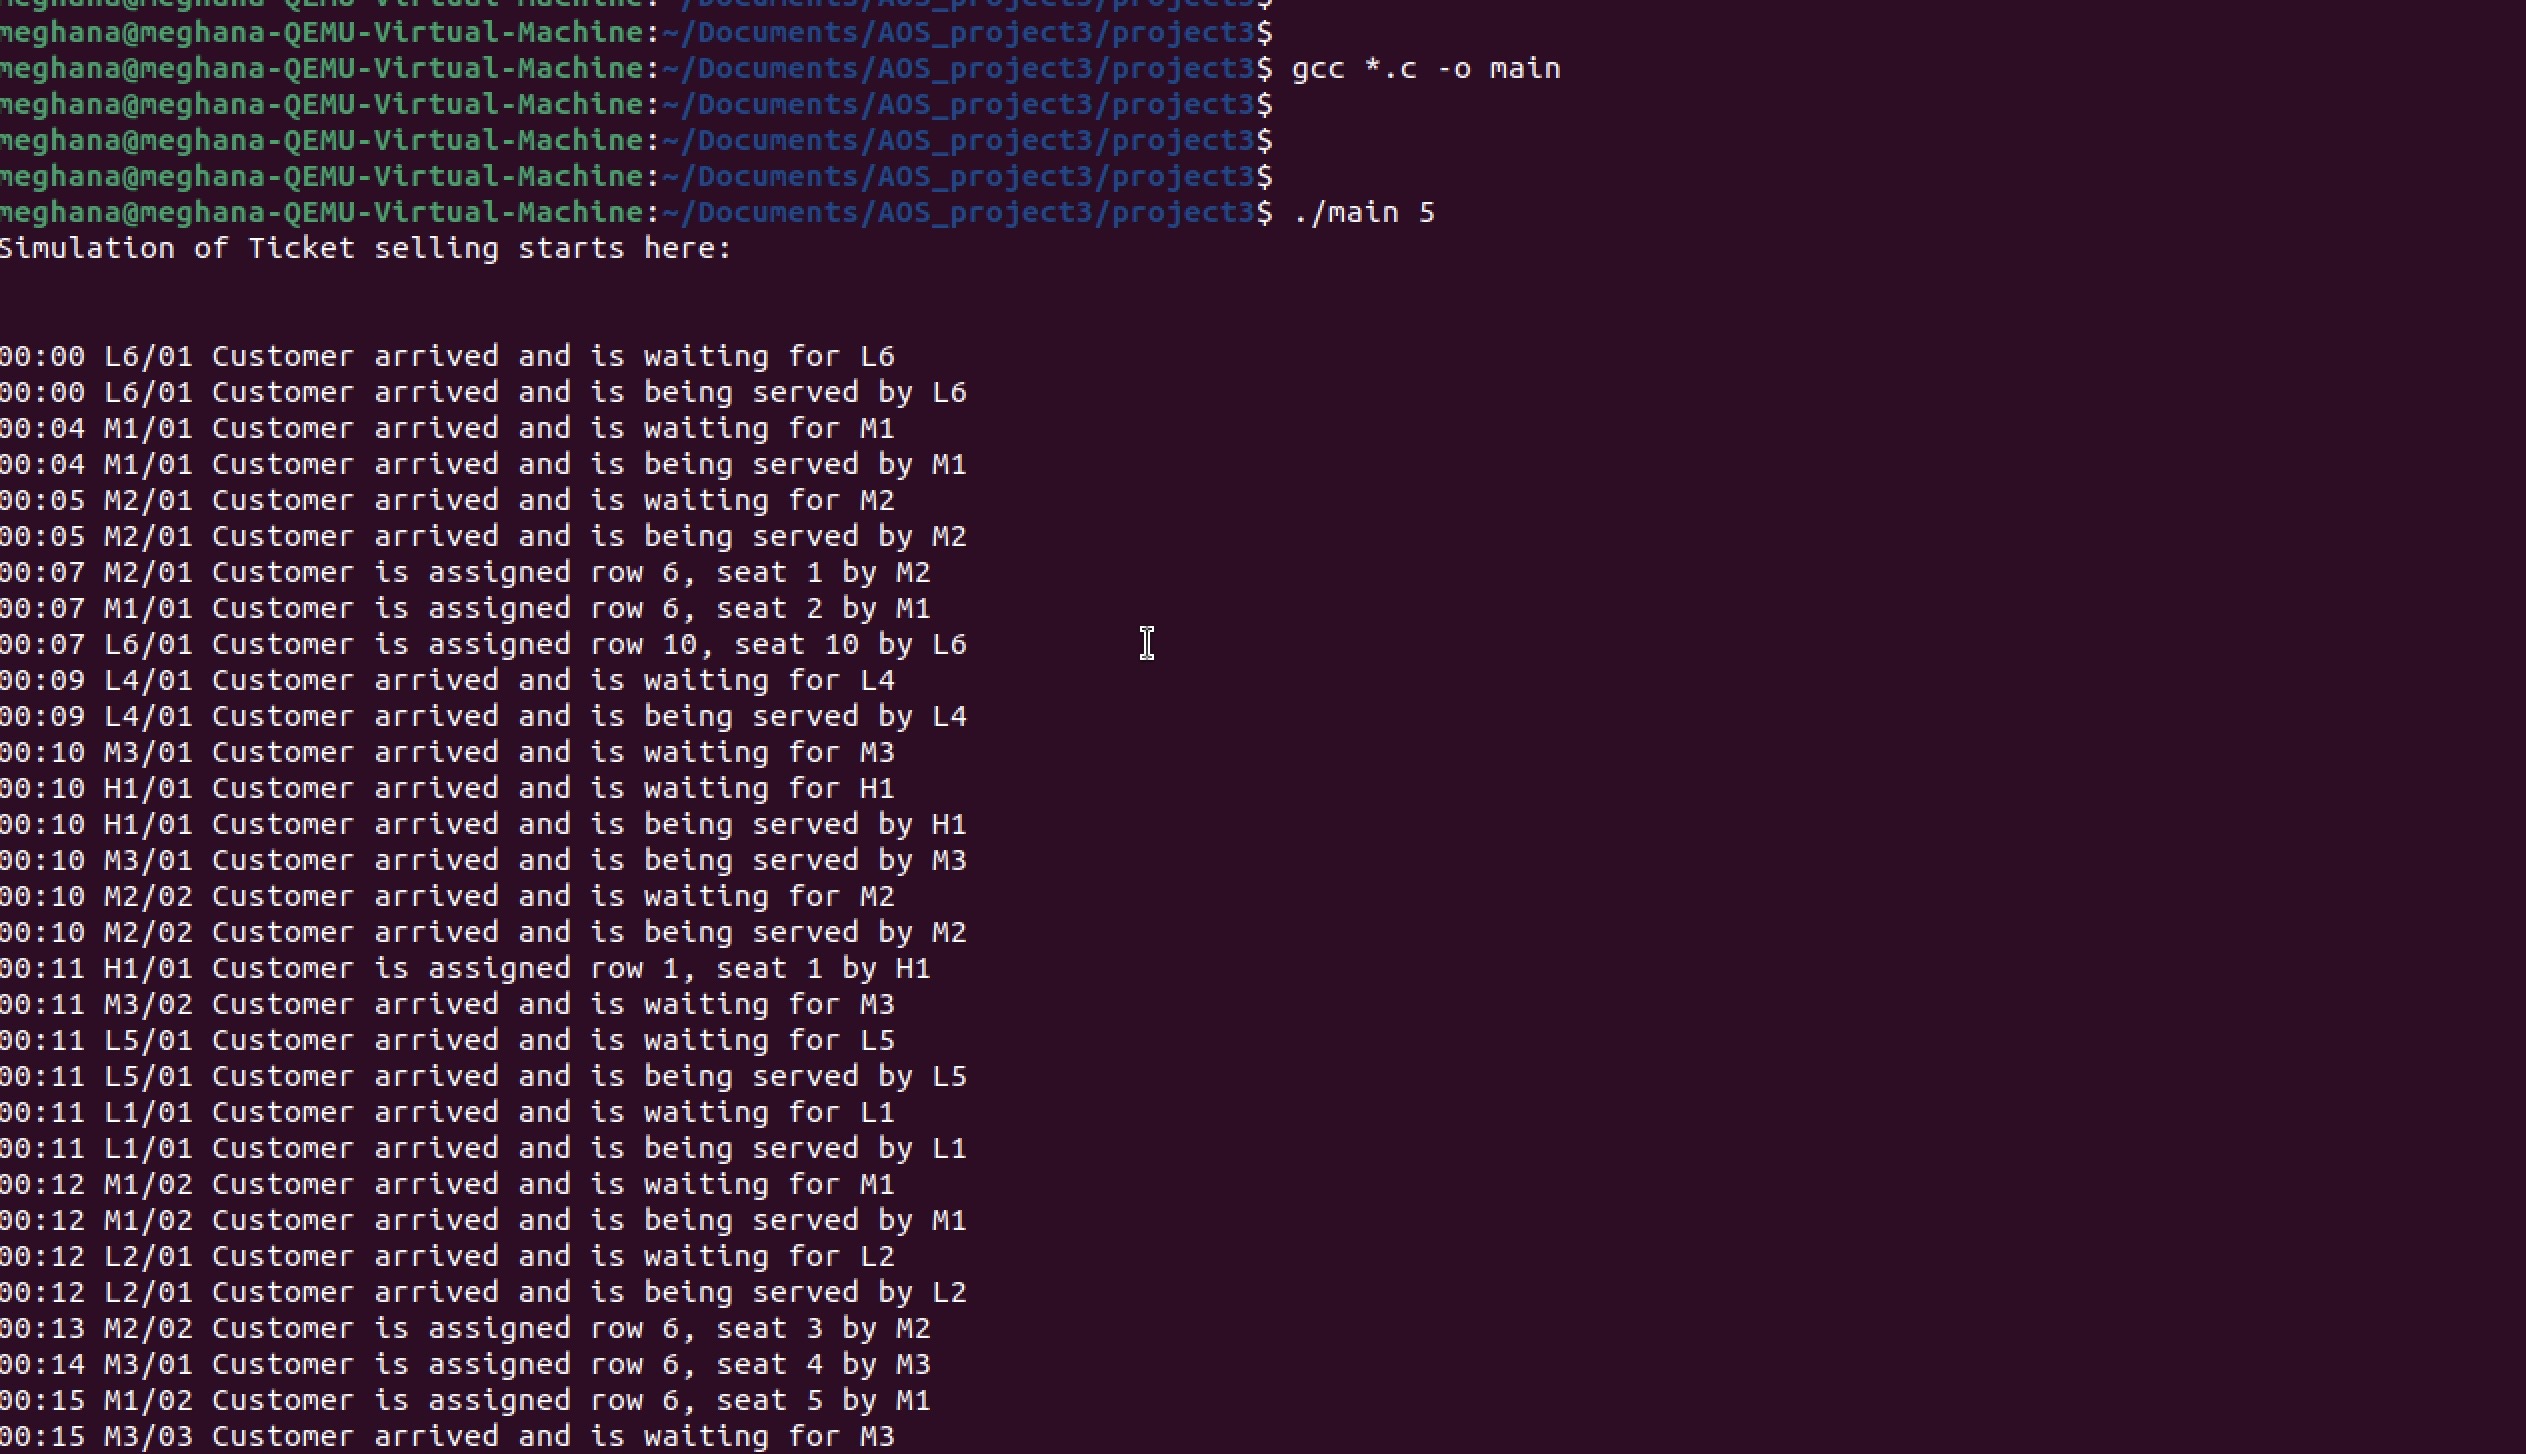 meghana@meghana-QEMU-Virtual-Machine:~/Documents/AOS_project3/project3$
meghana@meghana-QEMU-Virtual-Machine:~/Documents/AOS_project3/project3$
meghana@meghana-QEMU-Virtual-Machine:~/Documents/AOS_project3/project3$ gcc *.c -o main
meghana@meghana-QEMU-Virtual-Machine:~/Documents/AOS_project3/project3$
meghana@meghana-QEMU-Virtual-Machine:~/Documents/AOS_project3/project3$
meghana@meghana-QEMU-Virtual-Machine:~/Documents/AOS_project3/project3$
meghana@meghana-QEMU-Virtual-Machine:~/Documents/AOS_project3/project3$ ./main 5
Simulation of Ticket selling starts here:
00:00 L6/01 Customer arrived and is waiting for L6
00:00 L6/01 Customer arrived and is being served by L6
00:04 M1/01 Customer arrived and is waiting for M1
00:04 M1/01 Customer arrived and is being served by M1
00:05 M2/01 Customer arrived and is waiting for M2
00:05 M2/01 Customer arrived and is being served by M2
00:07 M2/01 Customer is assigned row 6, seat 1 by M2
00:07 M1/01 Customer is assigned row 6, seat 2 by M1
00:07 L6/01 Customer is assigned row 10, seat 10 by L6
00:09 L4/01 Customer arrived and is waiting for L4
00:09 L4/01 Customer arrived and is being served by L4
00:10 M3/01 Customer arrived and is waiting for M3
00:10 H1/01 Customer arrived and is waiting for H1
00:10 H1/01 Customer arrived and is being served by H1
00:10 M3/01 Customer arrived and is being served by M3
00:10 M2/02 Customer arrived and is waiting for M2
00:10 M2/02 Customer arrived and is being served by M2
00:11 H1/01 Customer is assigned row 1, seat 1 by H1
00:11 M3/02 Customer arrived and is waiting for M3
00:11 L5/01 Customer arrived and is waiting for L5
00:11 L5/01 Customer arrived and is being served by L5
00:11 L1/01 Customer arrived and is waiting for L1
00:11 L1/01 Customer arrived and is being served by L1
00:12 M1/02 Customer arrived and is waiting for M1
00:12 M1/02 Customer arrived and is being served by M1
00:12 L2/01 Customer arrived and is waiting for L2
00:12 L2/01 Customer arrived and is being served by L2
00:13 M2/02 Customer is assigned row 6, seat 3 by M2
00:14 M3/01 Customer is assigned row 6, seat 4 by M3
00:15 M1/02 Customer is assigned row 6, seat 5 by M1
00:15 M3/03 Customer arrived and is waiting for M3